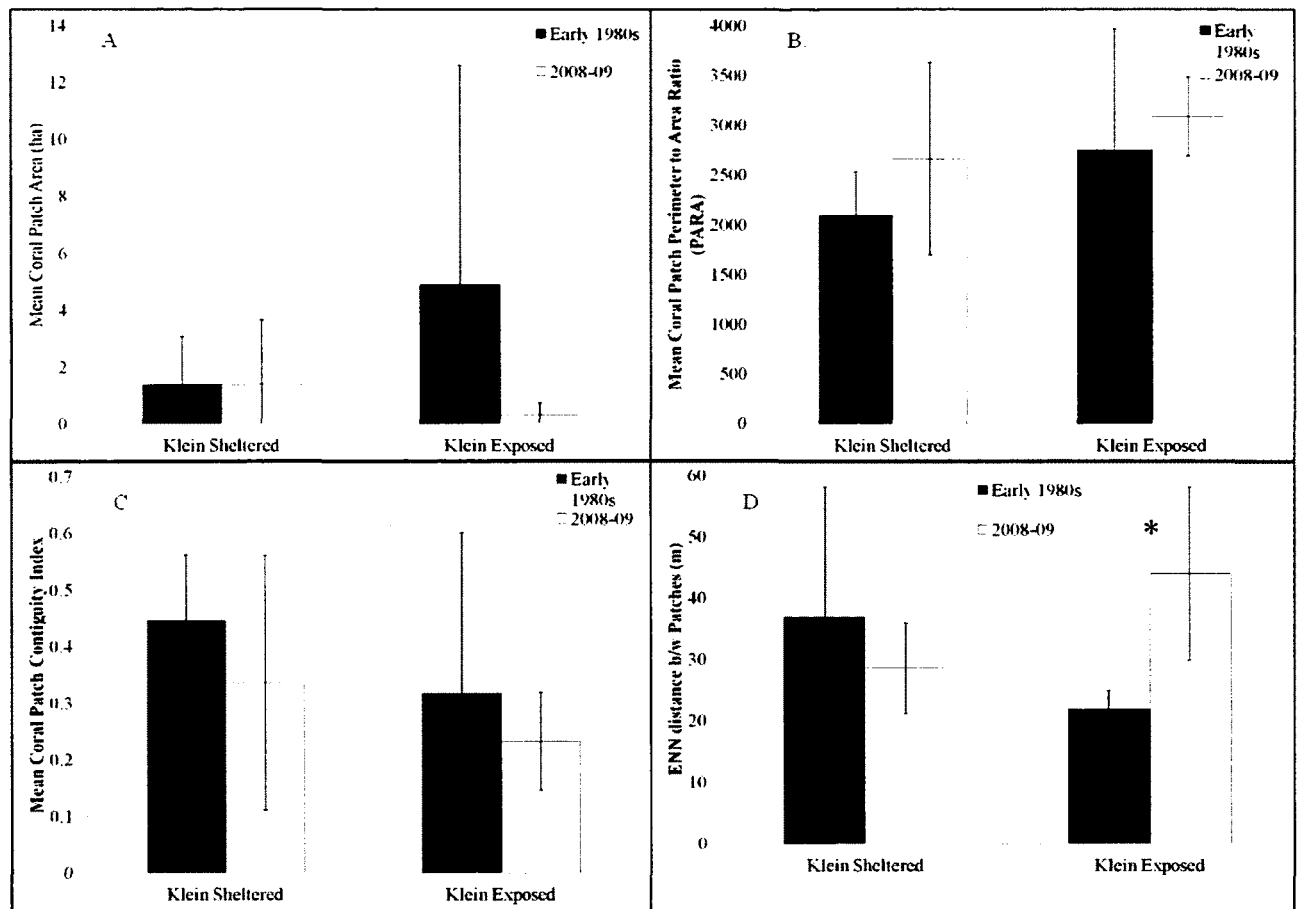 A
14
12
10
8
6
4
2
0
Mean Coral Patch Area (ha)
Early 1980s
2008-09
Klein Sheltered
Klein Exposed
B.
4000
3500
3000
2500
2000
1500
1000
500
0
Mean Coral Patch Perimeter to Area Ratio
(PARA)
Early
1980s
2008-09
Klein Sheltered
Klein Exposed
C
0.7
0.6
0.5
0.4
0.3
0.2
0.1
0
Mean Coral Patch Contiguity Index
Early
1980s
2008-09
Klein Sheltered
Klein Exposed
D
60
50
40
30
20
10
0
ENN distance b/w Patches (m)
Early 1980s
2008-09
*
Klein Sheltered
Klein Exposed